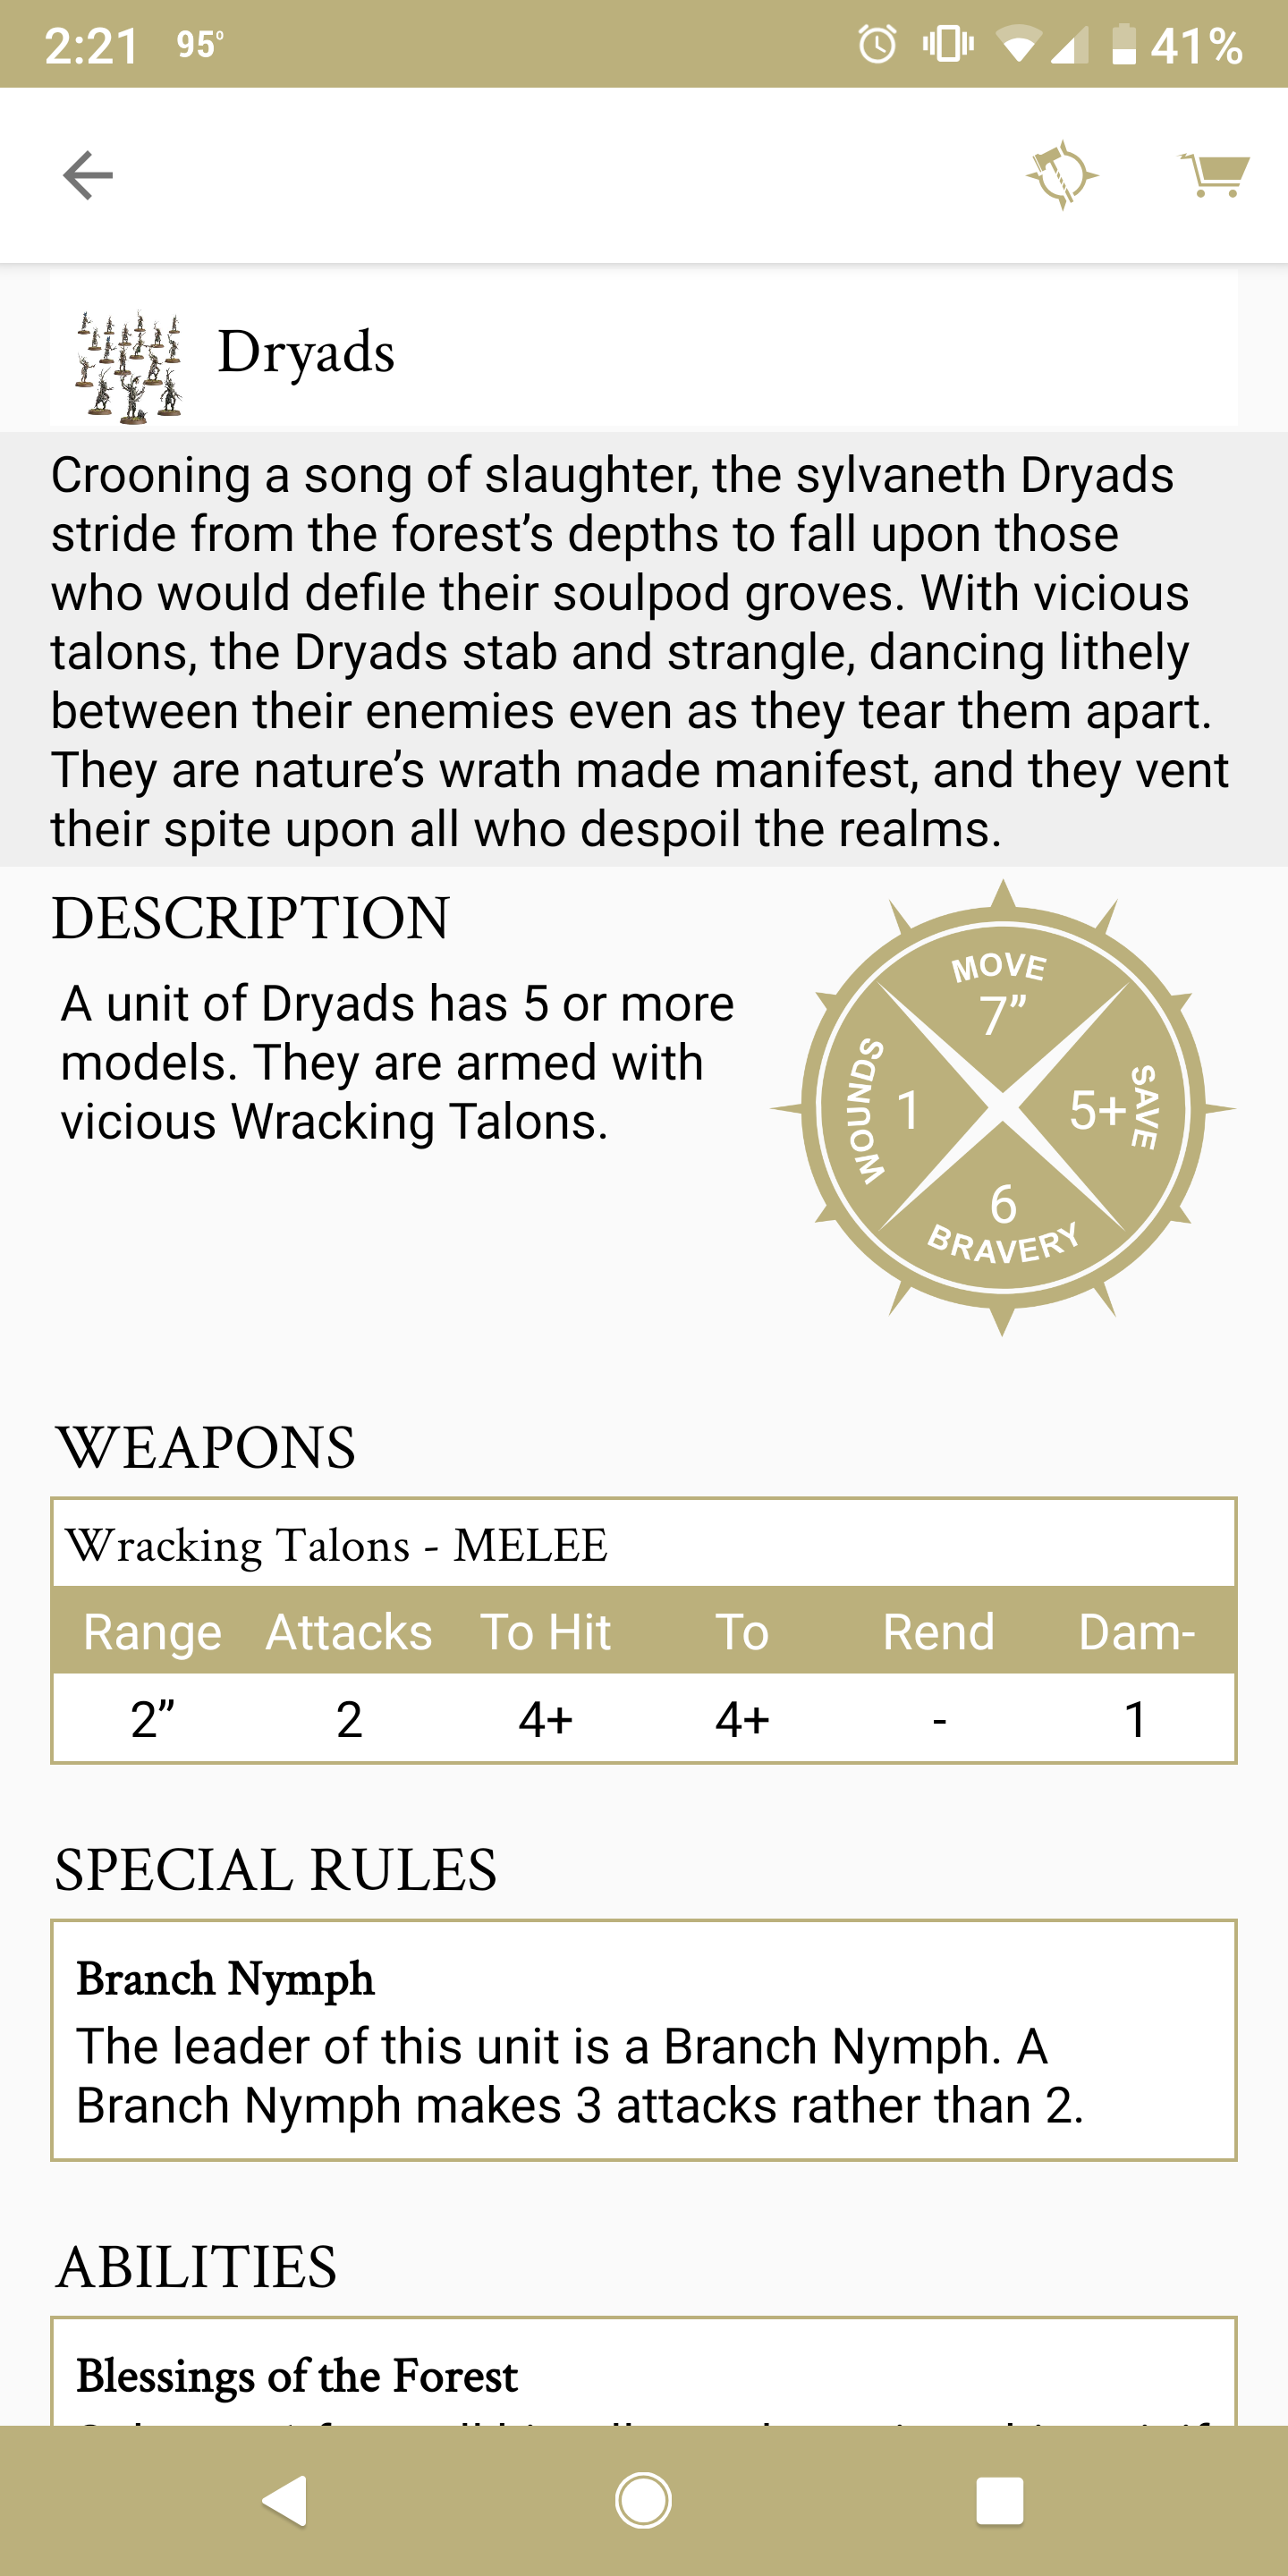 2:21 95° 41%
Dryads
Crooning a song of slaughter, the sylvaneth Dryads
stride from the forest’s depths to fall upon those
who would defile their soulpod groves. With vicious
talons, the Dryads stab and strangle, dancing lithely
between their enemies even as they tear them apart.
They are nature’s wrath made manifest, and they vent
their spite upon all who despoil the realms.
DESCRIPTION
A unit of Dryads has 5 or more
models. They are armed with
vicious Wracking Talons.
MOVE
7”
WOUNDS
1
5+
SAVE
6
BRAVERY
WEAPONS
Wracking Talons - MELEE
Range Attacks To Hit To Rend Dam-
2” 2 4+ 4+ - 1
SPECIAL RULES
Branch Nymph
The leader of this unit is a Branch Nymph. A
Branch Nymph makes 3 attacks rather than 2.
ABILITIES
Blessings of the Forest